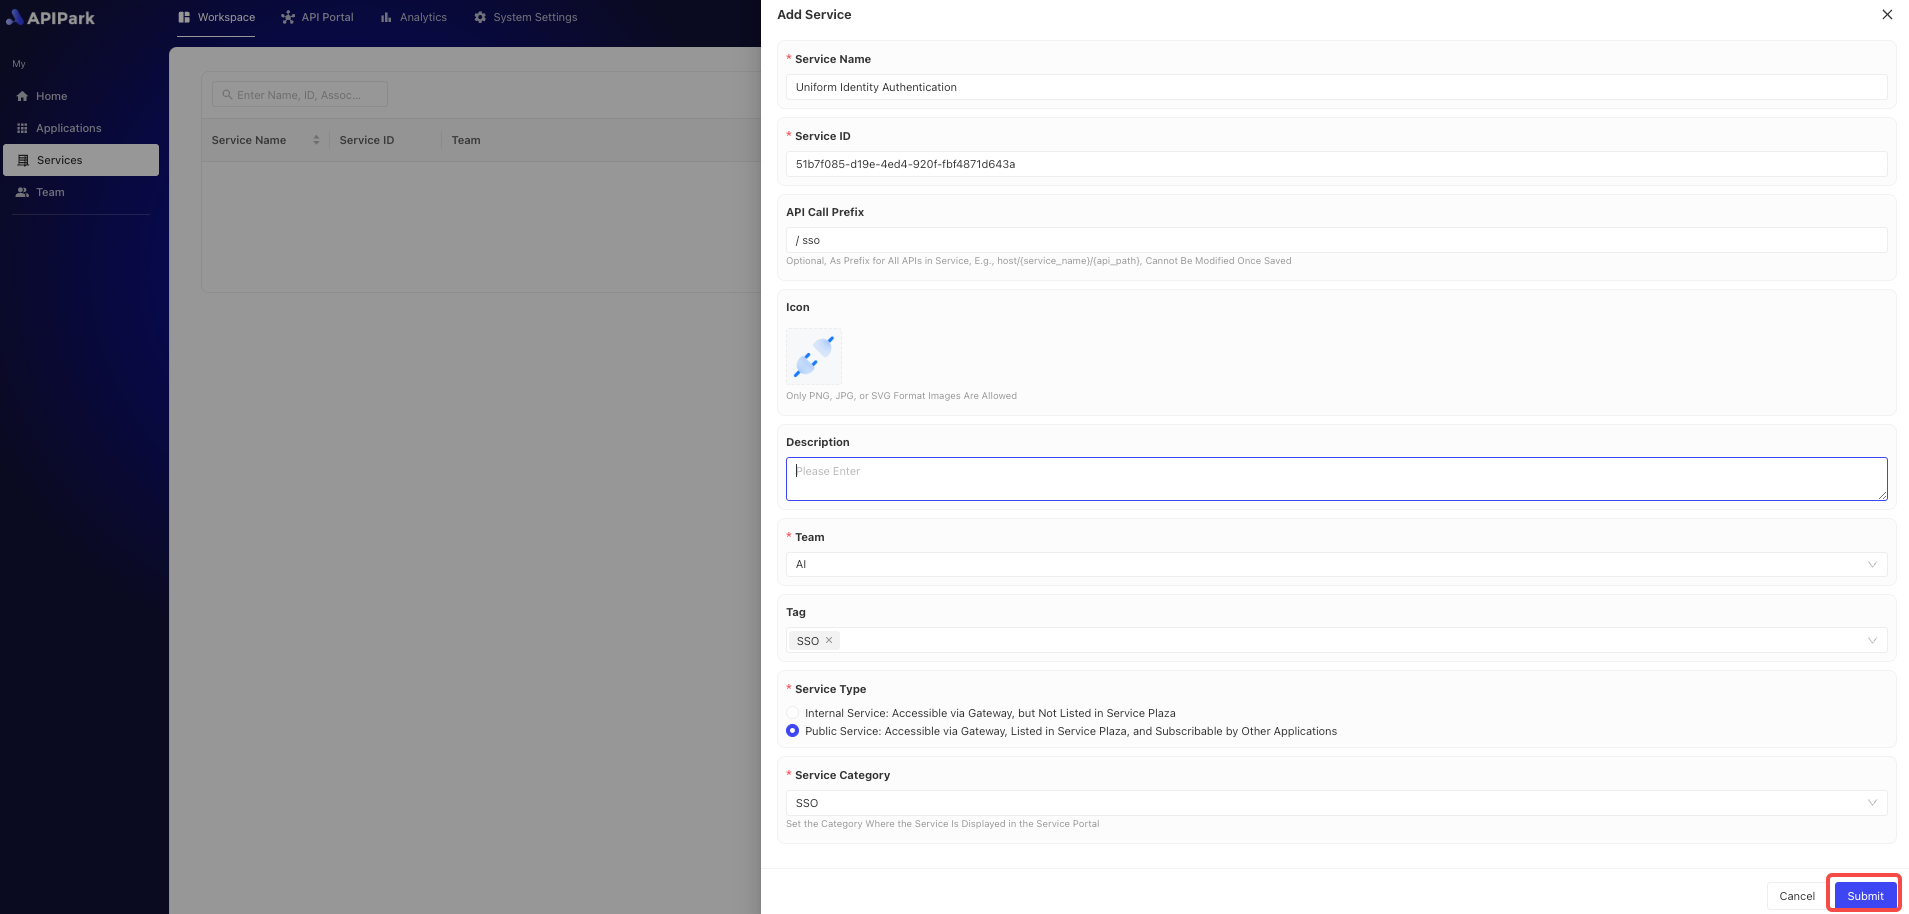 APIPark
Workspace
API Portal
Analytics
System Settings
My
Home
Applications
Services
Team
Enter Name, ID, Assoc...
Service Name
Service ID
Team
Add Service
* Service Name
Uniform Identity Authentication
* Service ID
51b7f085-d19e-4ed4-920f-fbf4871d643a
API Call Prefix
/ sso
Optional, As Prefix for All APIs in Service, E.g., host/{service_name}/{api_path}, Cannot Be Modified Once Saved
Icon
Only PNG, JPG, or SVG Format Images Are Allowed
Description
Please Enter
* Team
AI
Tag
SSO
* Service Type
Internal Service: Accessible via Gateway, but Not Listed in Service Plaza
Public Service: Accessible via Gateway, Listed in Service Plaza, and Subscribable by Other Applications
* Service Category
SSO
Set the Category Where the Service Is Displayed in the Service Portal
Cancel
Submit